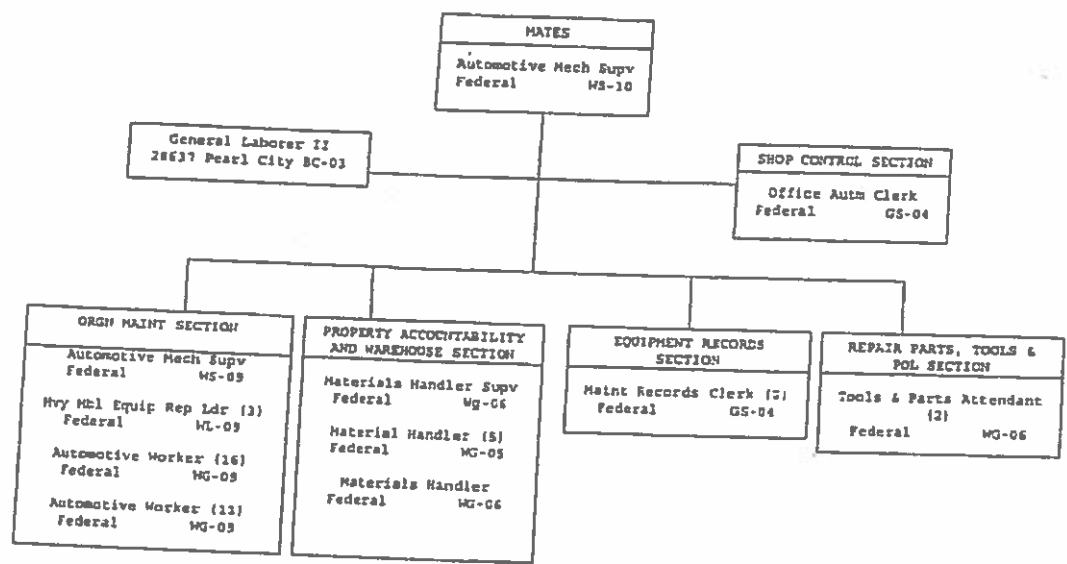 MATES
Automotive Mech Supv
Federal WS-10
General Laborer II
28637 Pearl City BC-03
SHOP CONTROL SECTION
Office Autm Clerk
Federal GS-04
ORGN MAINT SECTION
Automotive Mech Supv
Federal WS-09
Hvy Mbl Equip Rep Ldr (3)
Federal WL-09
Automotive Worker (16)
Federal WG-09
Automotive Worker
Federal WG-09
PROPERTY ACCOUNTABILITY
AND WAREHOUSE SECTION
Materials Handler Supv
Federal Wg-06
Material Handler (5)
Federal WG-05
Materials Handler
Federal WG-06
EQUIPMENT RECORDS
SECTION
Maint Records Clerk
Federal GS-04
REPAIR PARTS, TOOLS &
POL SECTION
Tools & Parts Attendant
(2)
Federal WG-06